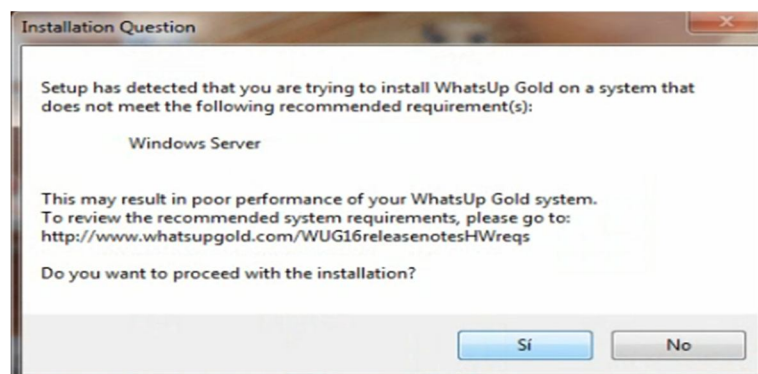 Installation Question
Setup has detected that you are trying to install WhatsUp Gold on a system that
does not meet the following recommended requirement(s):
Windows Server
This may result in poor performance of your WhatsUp Gold system.
To review the recommended system requirements, please go to:
http://www.whatsupgold.com/WUG16releasenotesHWreqs
Do you want to proceed with the installation?
Sí
No